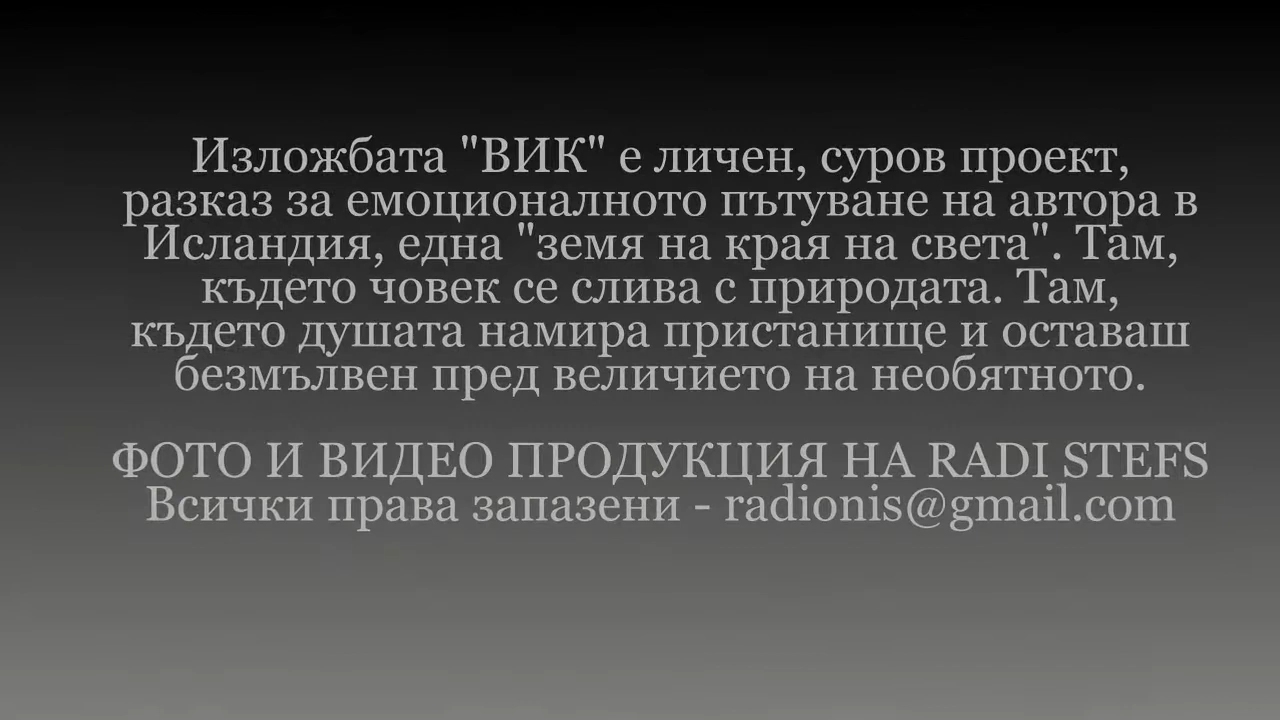 Изложбата "ВИК" е личен, суров проект,
разказ за емоционалното пътуване на автора в
Исландия, една "земя на края на света". Там,
където човек се слива с природата. Там,
където душата намира пристанище и оставаш
безмълвен пред величието на необятното.
ФОТО И ВИДЕО ПРОДУКЦИЯ НА RADI STEFS
Всички права запазени - radionis@gmail.com